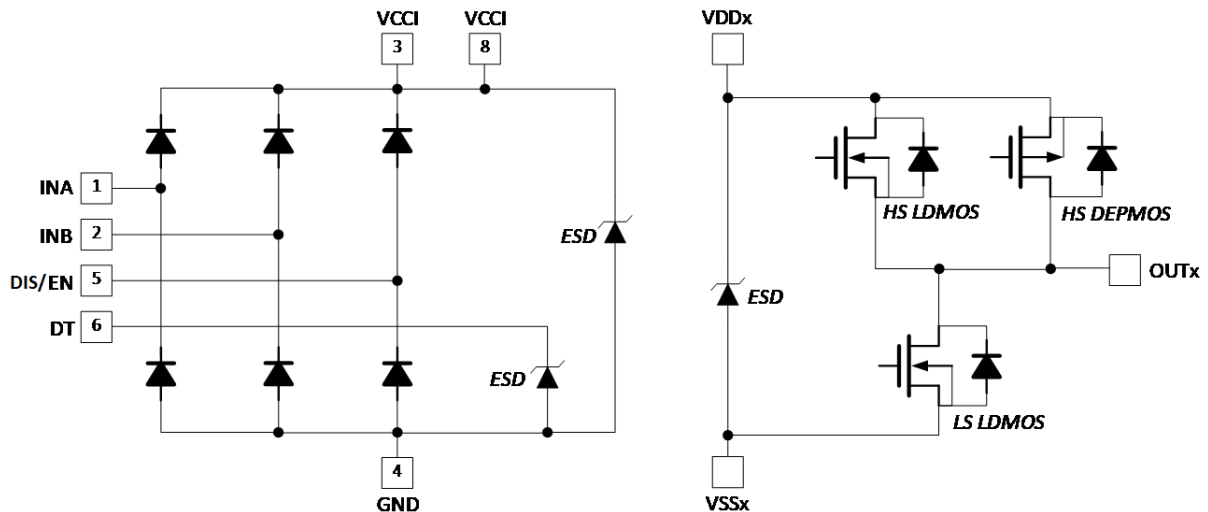 VCCI VCCI VDDx
3 8
INA 1
HS LDMOS HS DEPMOS
INB 2
ESD
DIS/EN 5
OUTx
ESD
DT 6
ESD
LS LDMOS
4
GND VSSx